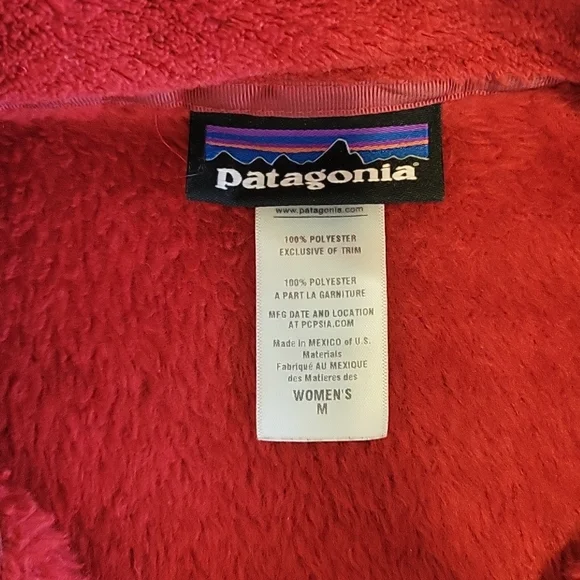 patagonia
www.patagonia.com
100% POLYESTER
EXCLUSIVE OF TRIM
100% POLYESTER
A PART LA GARNITURE
MFG DATE AND LOCATION
AT PCPSIA.COM
Made in MEXICO of U.S.
Materials
Fabriqué AU MEXIQUE
des Matieres des
WOMEN'S
M